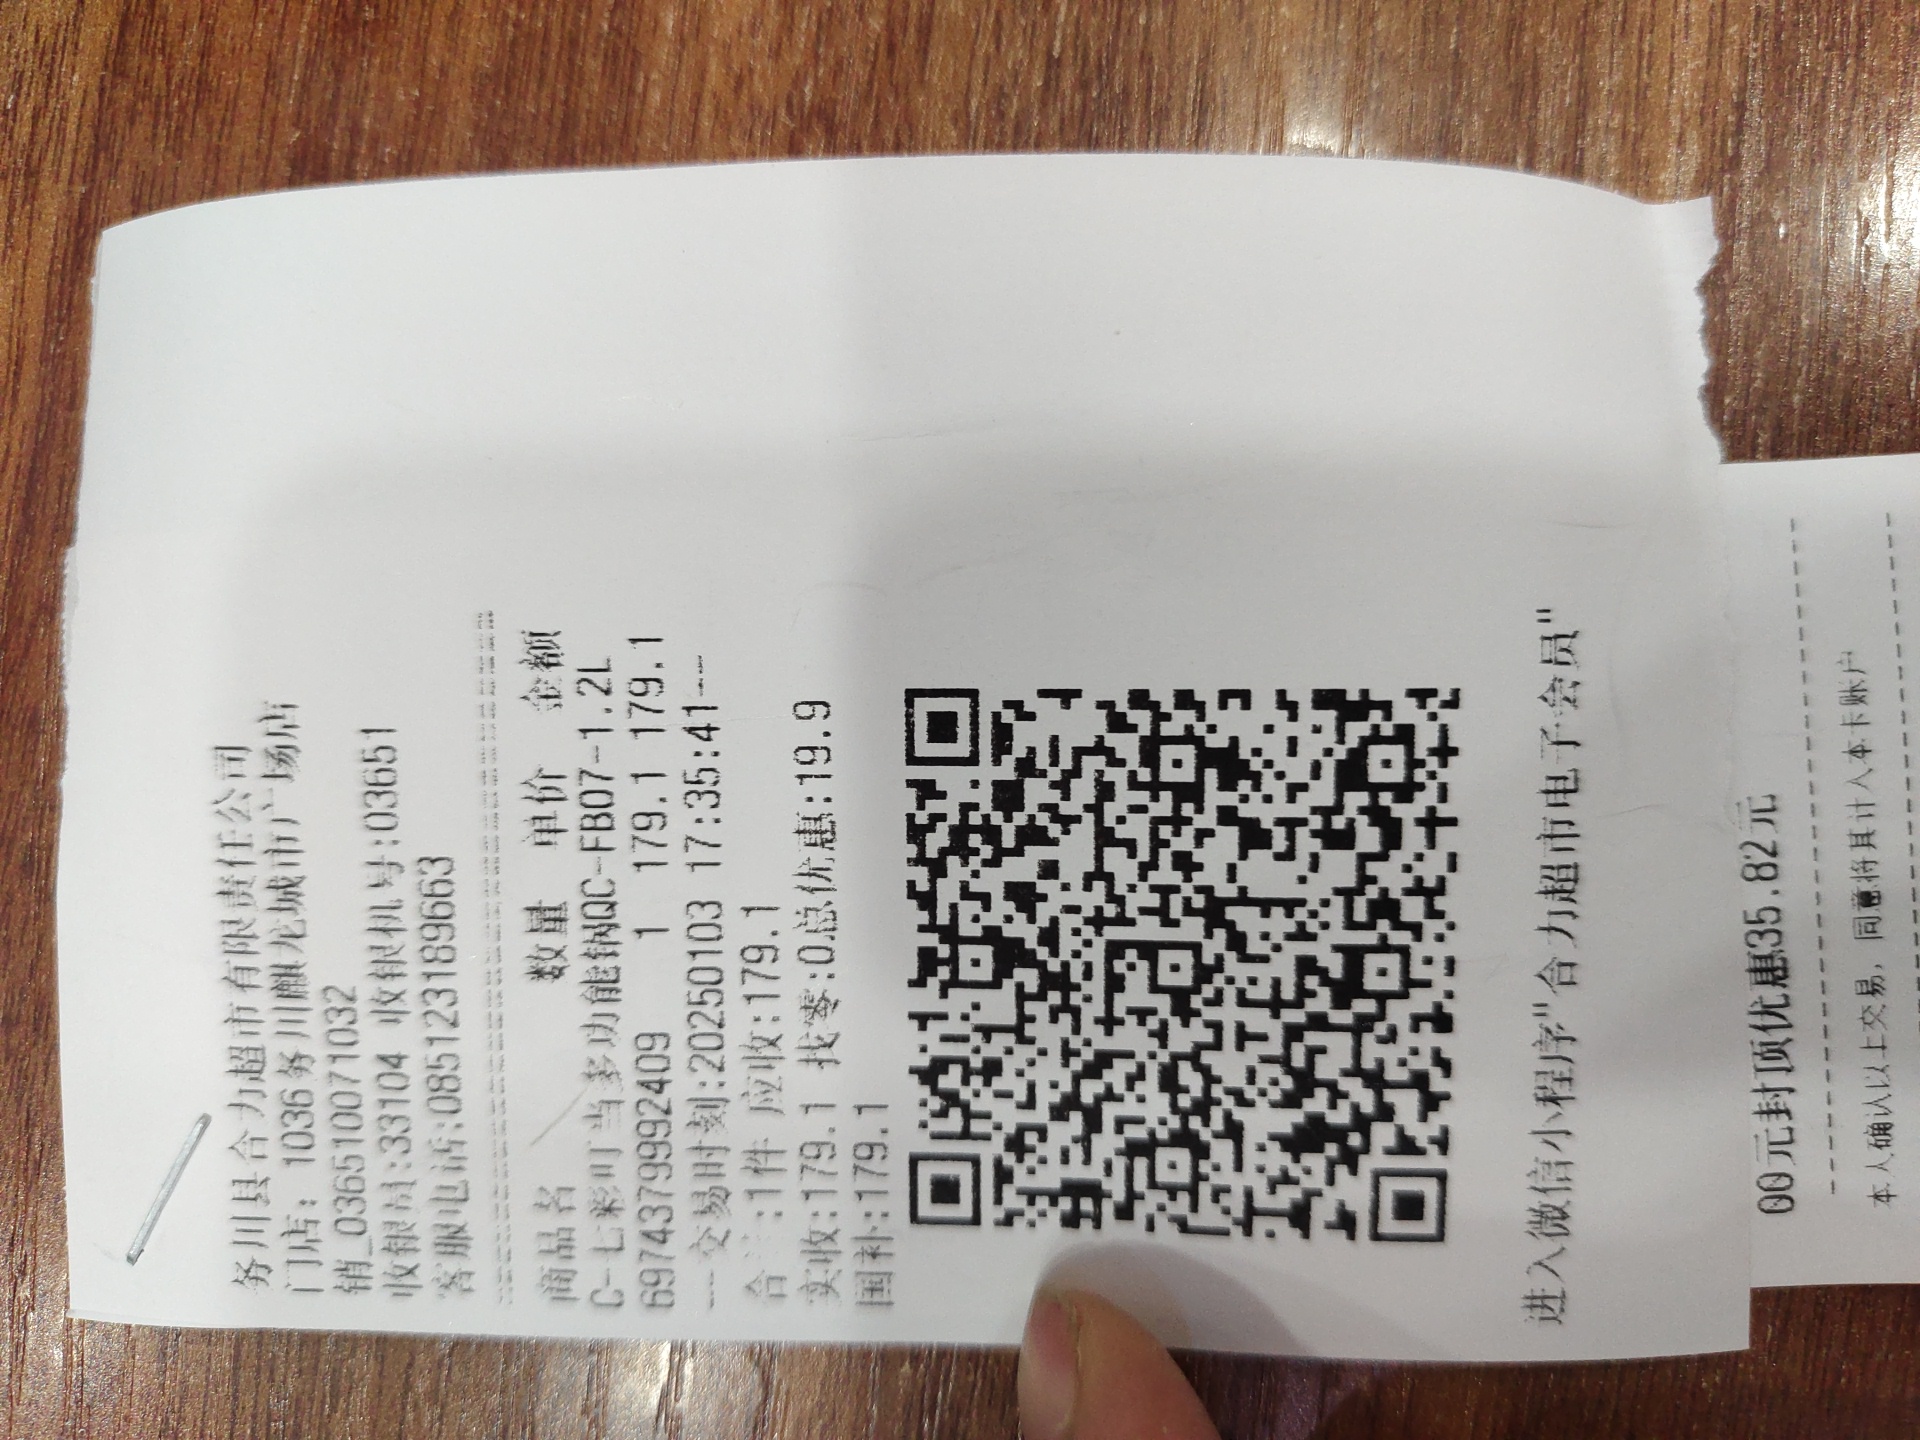 务川县合力超市有限责任公司
门店: 1036务川麒龙城市广场店
销_036510071032
收银员:33104 收银机号:03651
客服电话:085123189663
商品名 数量 单价 金额
C-七彩叮当多功能锅QC-FB07-1.2L
6974379992409 1 179.1 179.1
---交易时刻:20250103 17:35:41---
合计:1件 应收:179.1
实收:179.1 找零:0总优惠:19.9
国补:179.1
进入微信小程序"合力超市电子会员"
00元封顶优惠35.82元
本人确认以上交易, 同意将其计入本卡账户